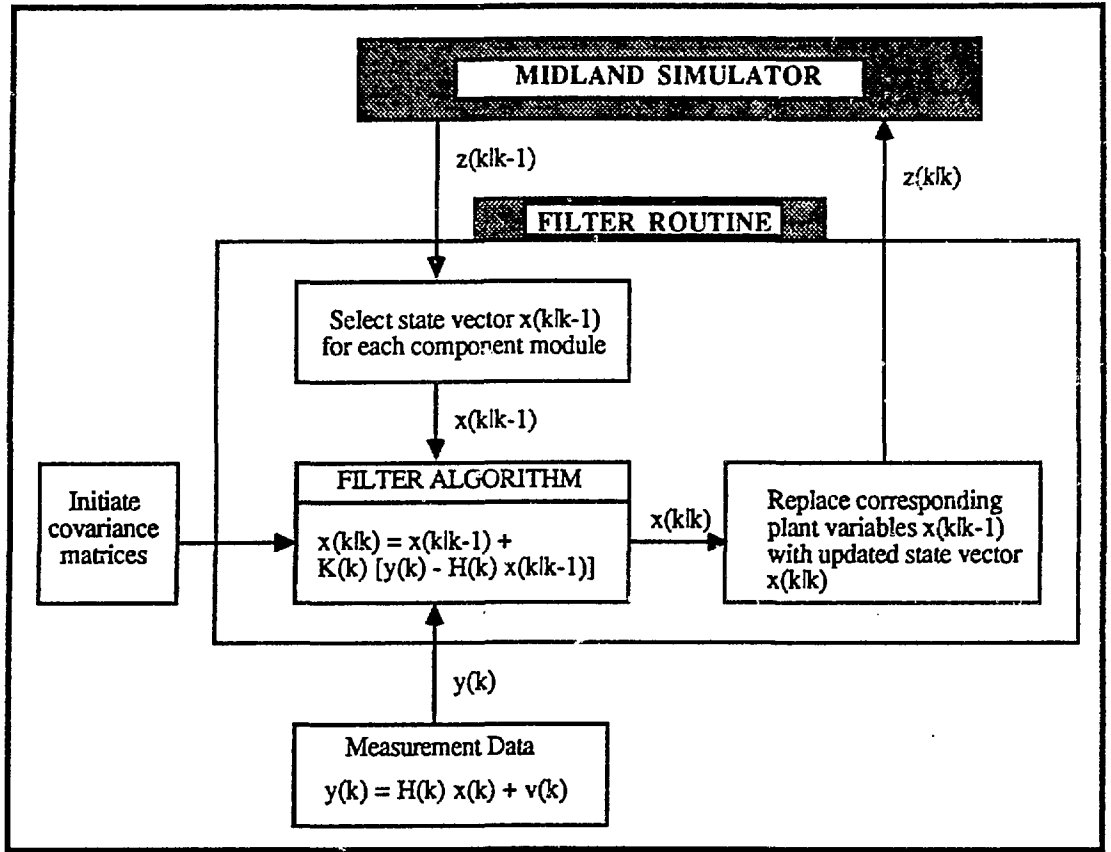 MIDLAND SIMULATOR
z(k|k-1)
z(k|k)
FILTER ROUTINE
Select state vector x(k|k-1)
for each component module
x(k|k-1)
Initiate
covariance
matrices
FILTER ALGORITHM
x(k|k) = x(k|k-1) +
K(k) [y(k) - H(k) x(k|k-1)]
x(k|k)
Replace corresponding
plant variables x(k|k-1)
with updated state vector
x(k|k)
y(k)
Measurement Data
y(k) = H(k) x(k) + v(k)